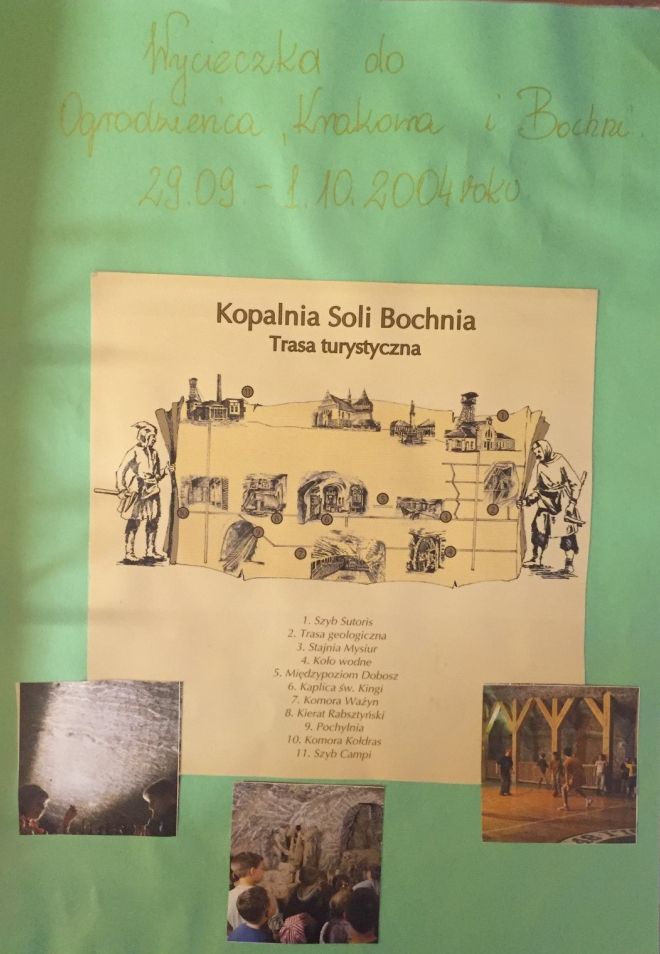 Wycieczka do
Ogrodzieńca, Krakowa i Bochni.
29.09. - 1.10.2004 roku
Kopalnia Soli Bochnia
Trasa turystyczna
1. Szyb Sutoris
2. Trasa geologiczna
3. Stajnia Mysiur
4. Koło wodne
5. Międzypoziom Dobosz
6. Kaplica św. Kingi
7. Komora Ważyn
8. Kierat Rabsztyński
9. Pochylnia
10. Komora Kołdras
11. Szyb Campi